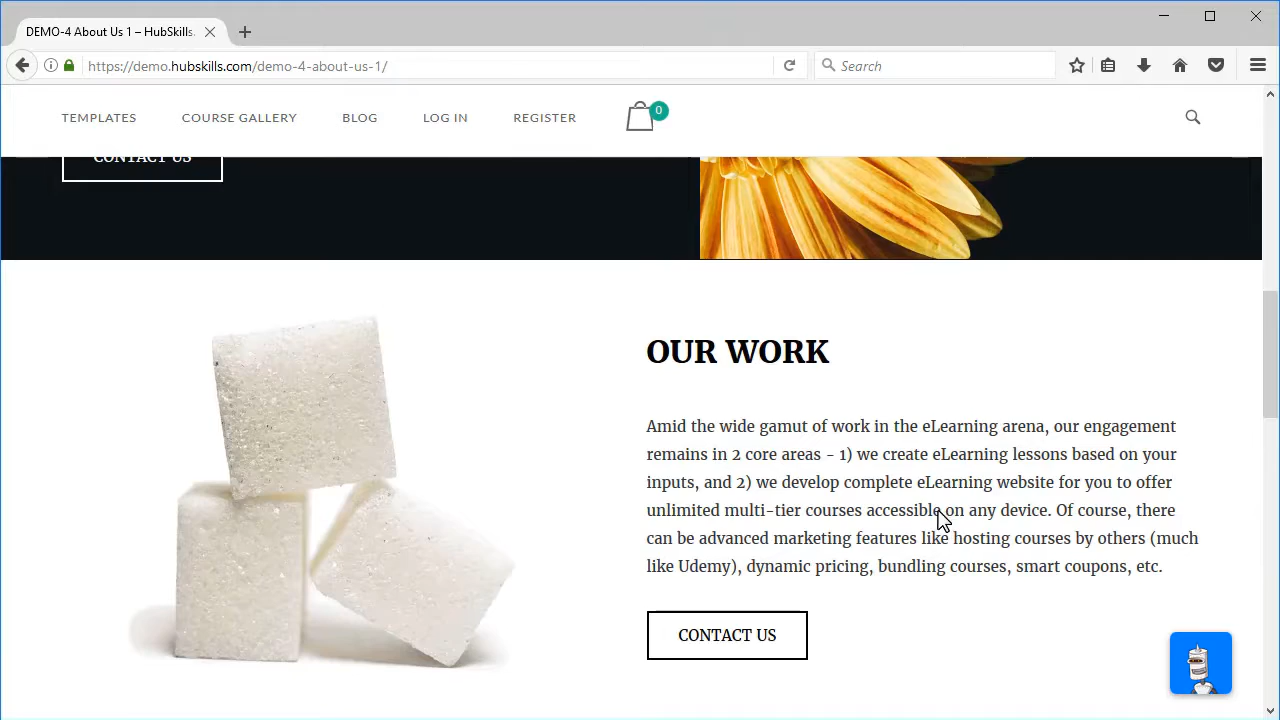 DEMO-4 About Us 1 – HubSkills.
https://demo.hubskills.com/demo-4-about-us-1/
Search
TEMPLATES
COURSE GALLERY
BLOG
LOG IN
REGISTER
0
CONTACT US
OUR WORK
Amid the wide gamut of work in the eLearning arena, our engagement
remains in 2 core areas - 1) we create eLearning lessons based on your
inputs, and 2) we develop complete eLearning website for you to offer
unlimited multi-tier courses accessible on any device. Of course, there
can be advanced marketing features like hosting courses by others (much
like Udemy), dynamic pricing, bundling courses, smart coupons, etc.
CONTACT US